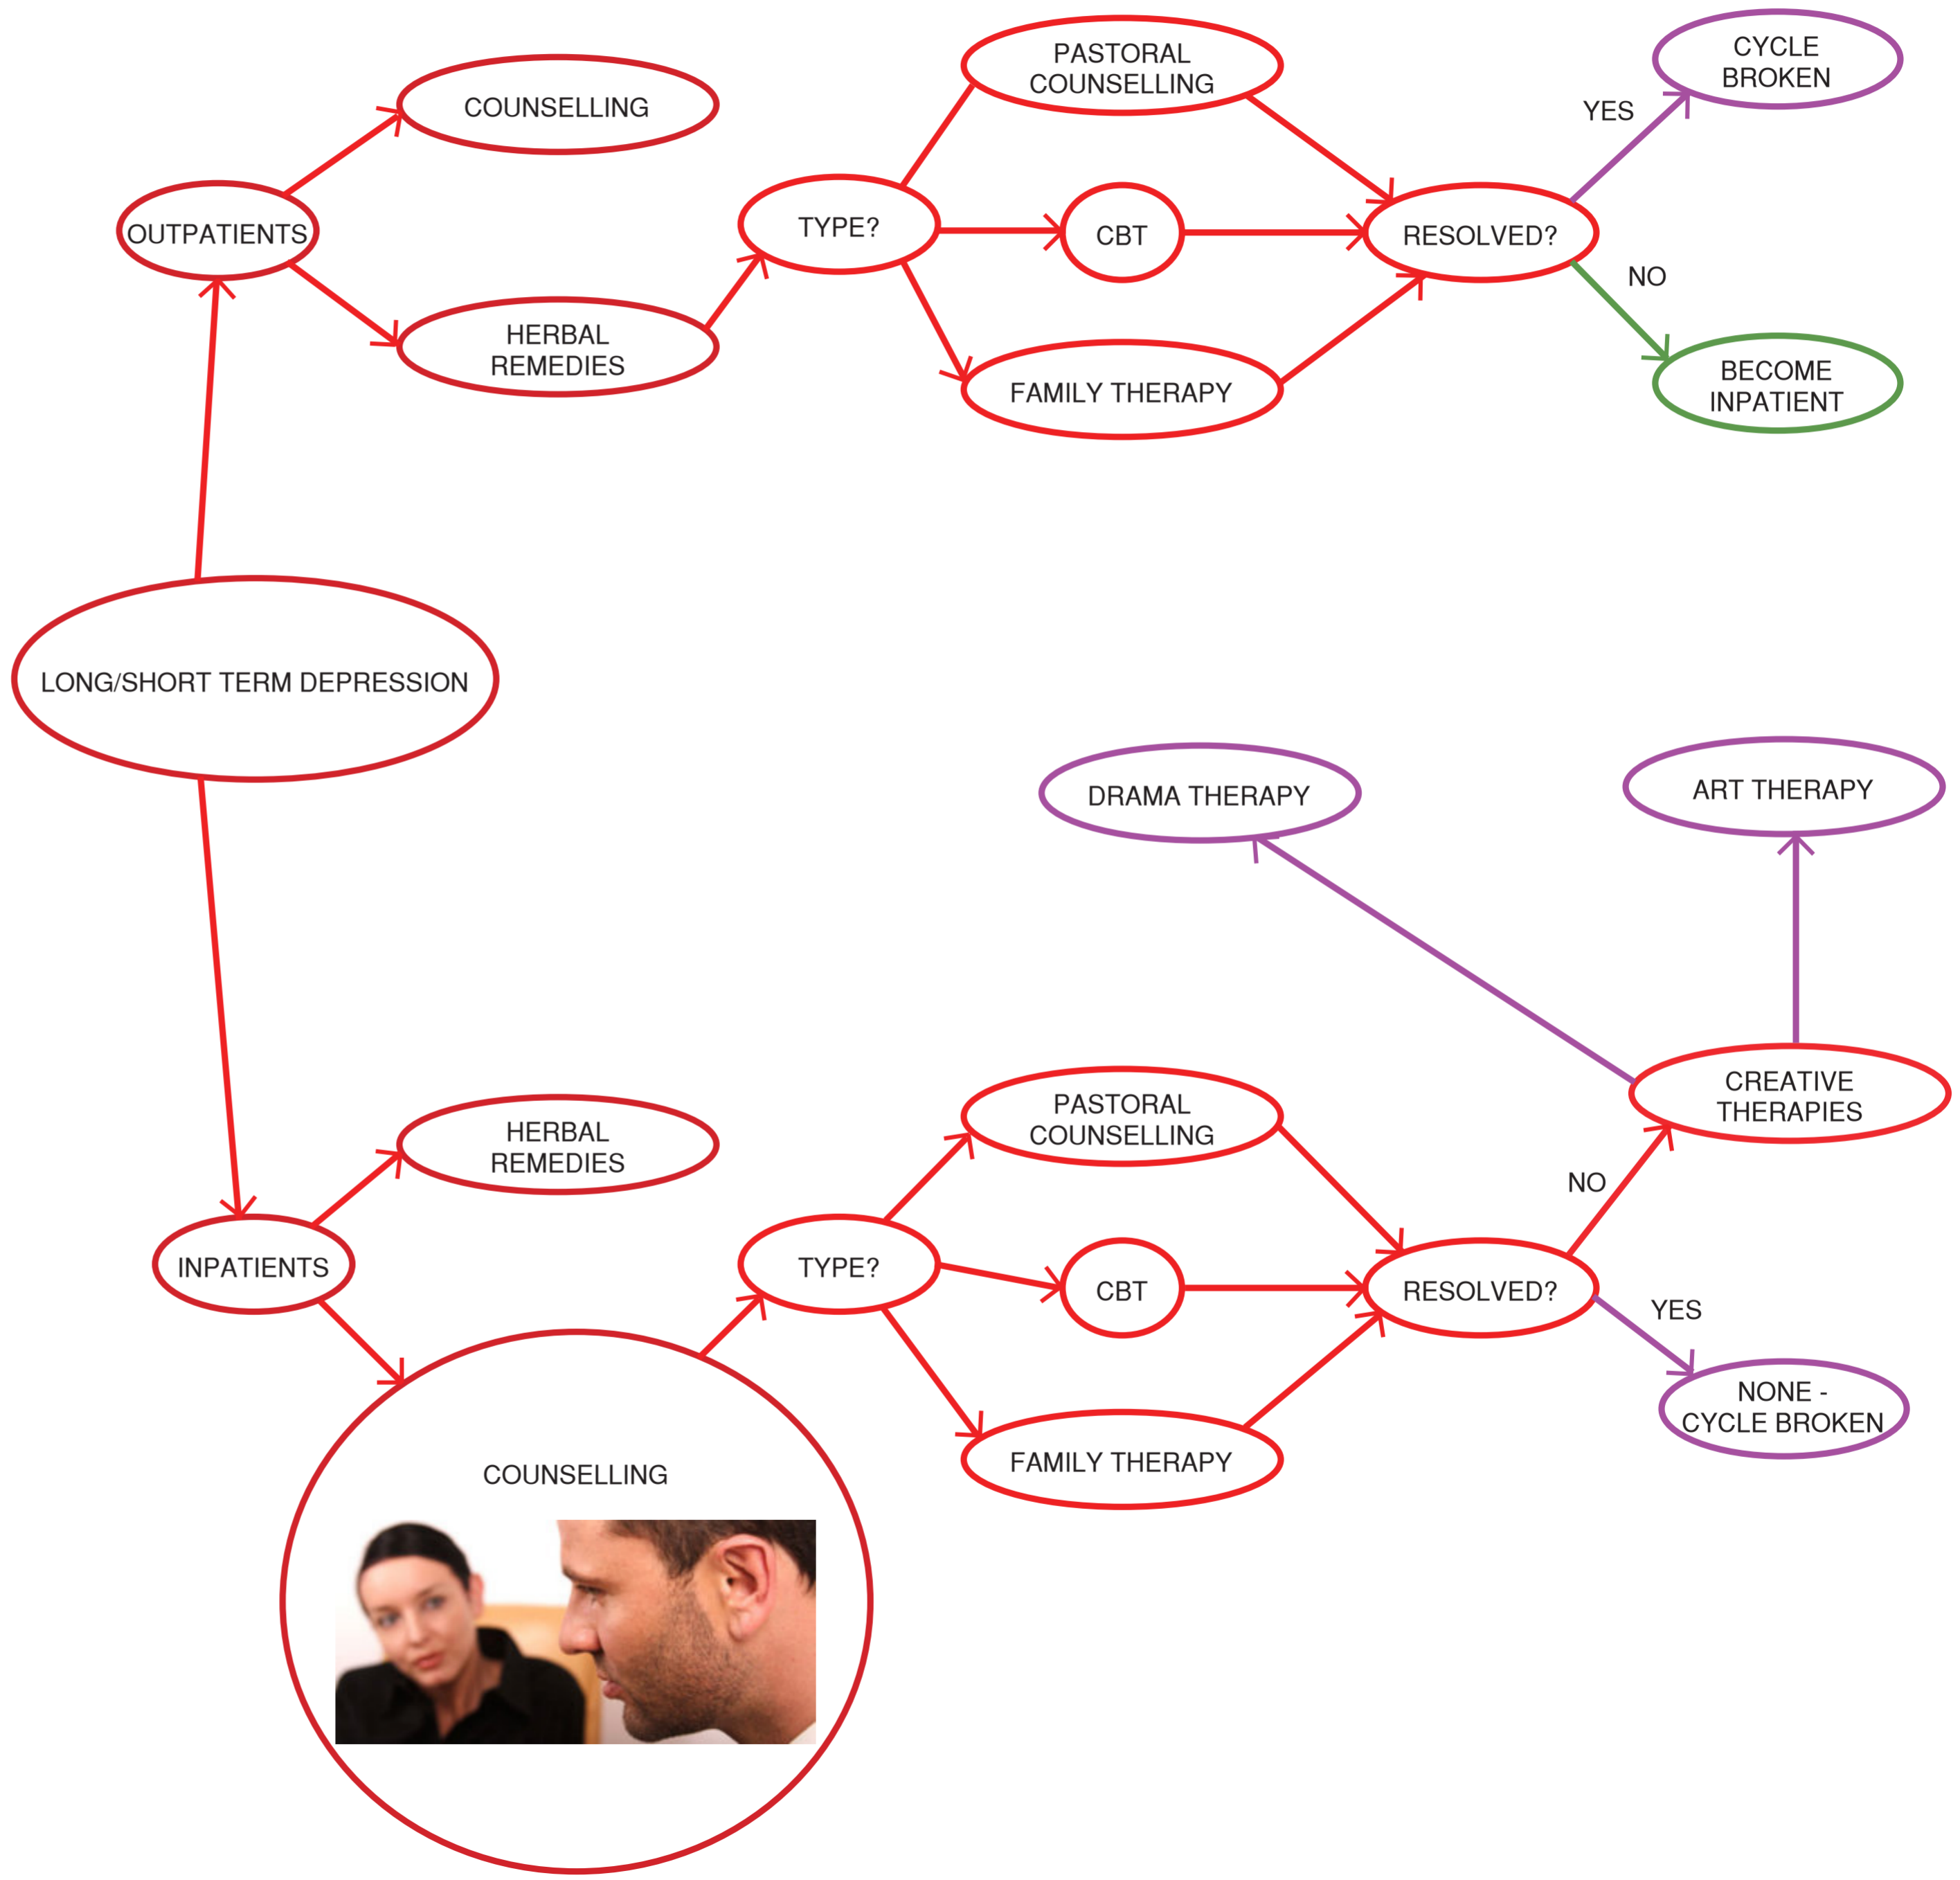 COUNSELLING
OUTPATIENTS
HERBAL
REMEDIES
TYPE?
PASTORAL
COUNSELLING
CBT
FAMILY THERAPY
RESOLVED?
YES
CYCLE
BROKEN
NO
BECOME
INPATIENT
LONG/SHORT TERM DEPRESSION
INPATIENTS
HERBAL
REMEDIES
COUNSELLING
TYPE?
PASTORAL
COUNSELLING
CBT
FAMILY THERAPY
RESOLVED?
NO
CREATIVE
THERAPIES
DRAMA THERAPY
ART THERAPY
YES
NONE -
CYCLE BROKEN